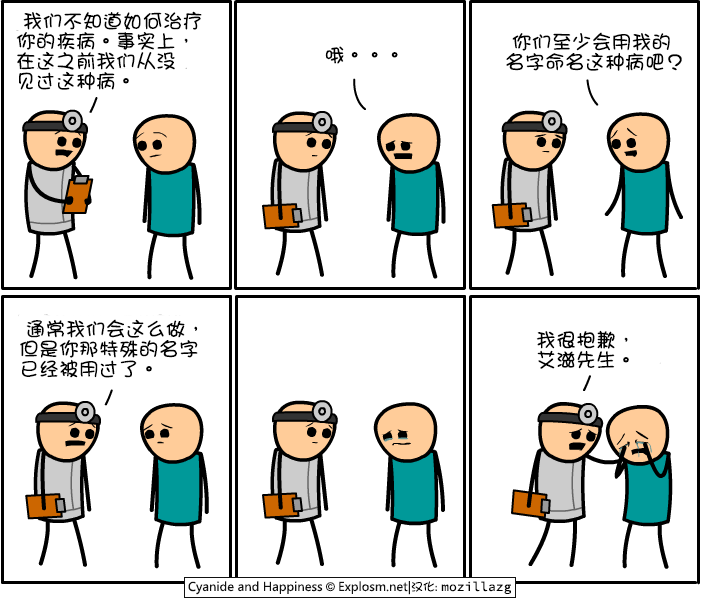 我们不知道如何治疗
你的疾病。事实上，
在这之前我们从没
见过这种病。
哦。。。
你们至少会用我的
名字命名这种病吧？
通常我们会这么做，
但是你那特殊的名字
已经被用过了。
我很抱歉，
艾滋先生。
Cyanide and Happiness © Explosm.net|汉化: mozillazg